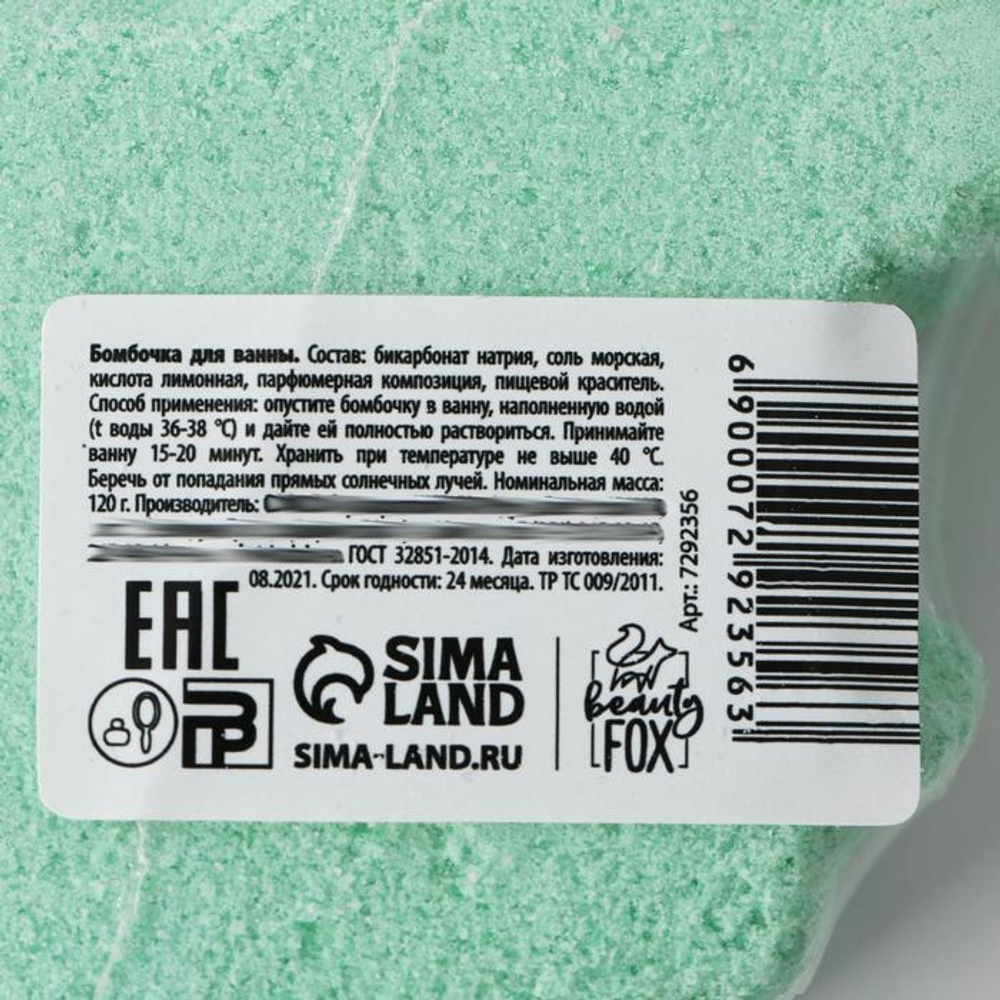 Бомбочка для ванны. Состав: бикарбонат натрия, соль морская,
кислота лимонная, парфюмерная композиция, пищевой краситель.
Способ применения: опустите бомбочку в ванну, наполненную водой
(t воды 36-38 °C) и дайте ей полностью раствориться. Принимайте
ванну 15-20 минут. Хранить при температуре не выше 40 °C.
Беречь от попадания прямых солнечных лучей. Номинальная масса:
120 г. Производитель:
ГОСТ 32851-2014. Дата изготовления:
08.2021. Срок годности: 24 месяца. ТР ТС 009/2011.
EAC
SIMA
LAND
SIMA-LAND.RU
beauty
FOX
Арт.: 7292356
6900072923563